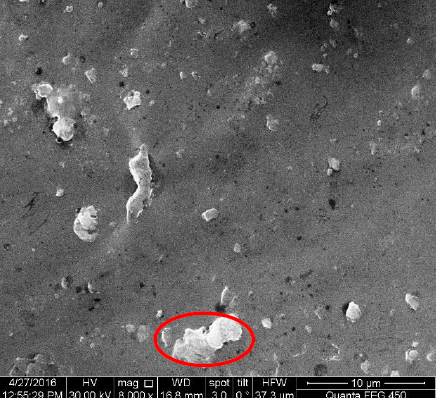 4/27/2016 HV mag □ WD spot tilt HFW 10 µm
12:55:29 PM 30.00 kV 8 000 x 16.8 mm 3.0 0 ° 37.3 µm Quanta FEG 450